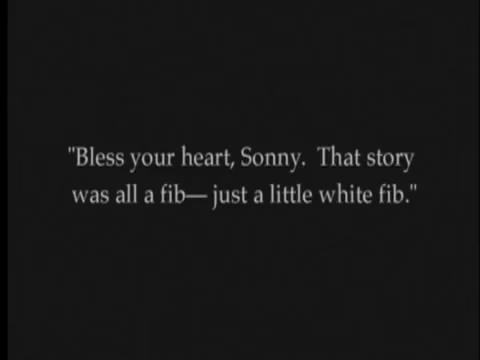 "Bless your heart, Sonny.  That story
was all a fib— just a little white fib."